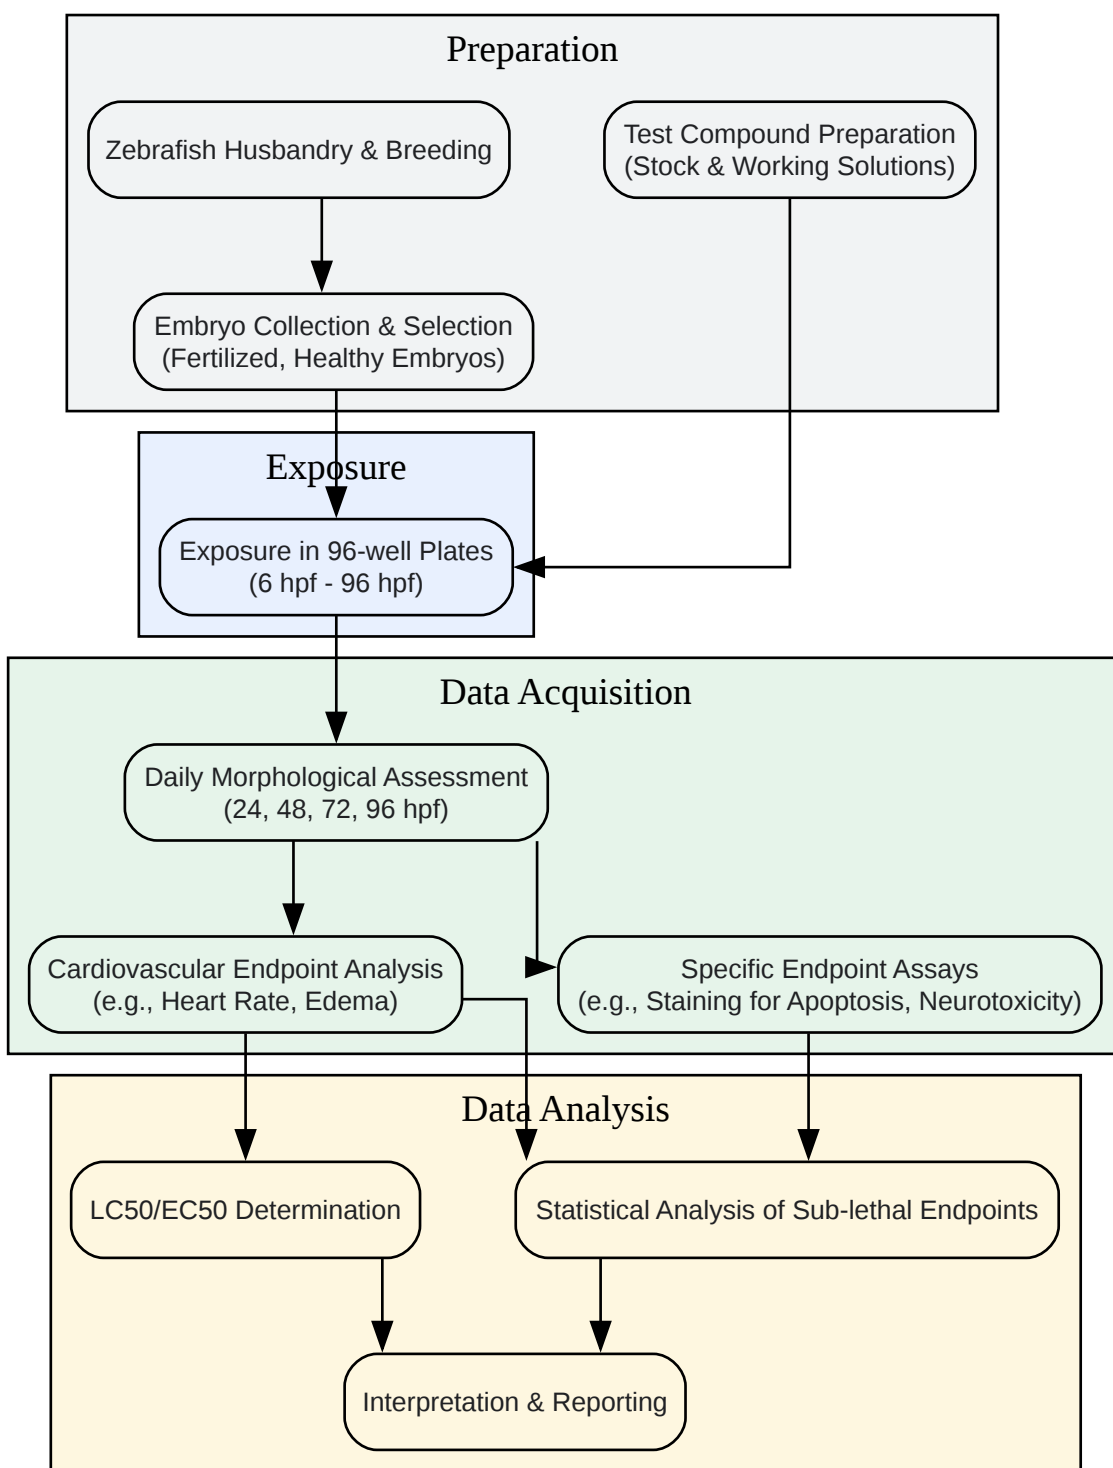 Preparation
Zebrafish Husbandry & Breeding
Test Compound Preparation
(Stock & Working Solutions)
Embryo Collection & Selection
(Fertilized, Healthy Embryos)
Exposure
Exposure in 96-well Plates
(6 hpf - 96 hpf)
Data Acquisition
Daily Morphological Assessment
(24, 48, 72, 96 hpf)
Cardiovascular Endpoint Analysis
(e.g., Heart Rate, Edema)
Specific Endpoint Assays
(e.g., Staining for Apoptosis, Neurotoxicity)
Data Analysis
LC50/EC50 Determination
Statistical Analysis of Sub-lethal Endpoints
Interpretation & Reporting